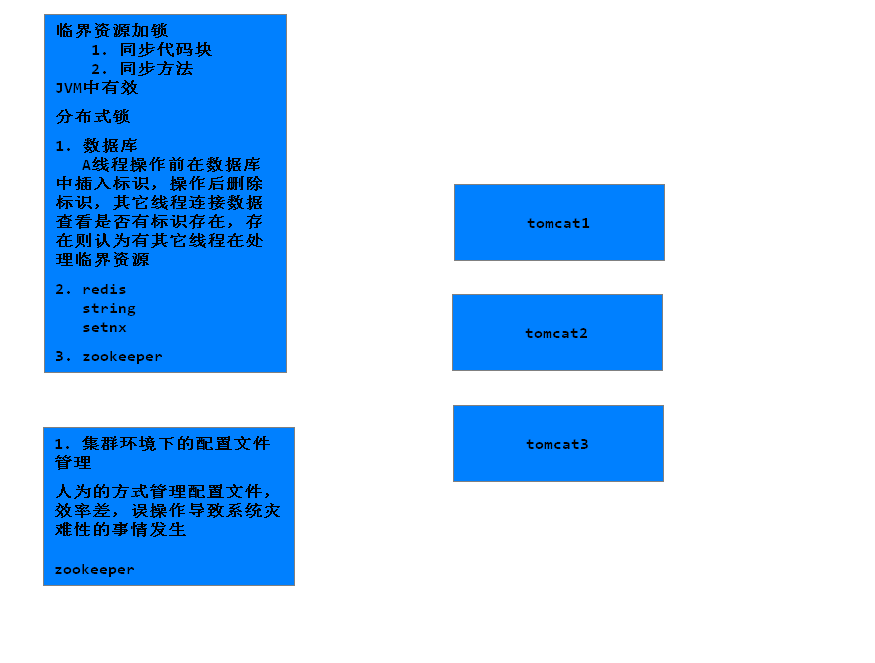 临界资源加锁
1. 同步代码块
2. 同步方法
JVM中有效
分布式锁
1. 数据库
A线程操作前在数据库
中插入标识，操作后删除
标识，其它线程连接数据
查看是否有标识存在，存
在则认为有其它线程在处
理临界资源
2. redis
string
setnx
3. zookeeper
tomcat1
tomcat2
tomcat3
1. 集群环境下的配置文件
管理
人为的方式管理配置文件，
效率差，误操作导致系统灾
难性的事情发生
zookeeper